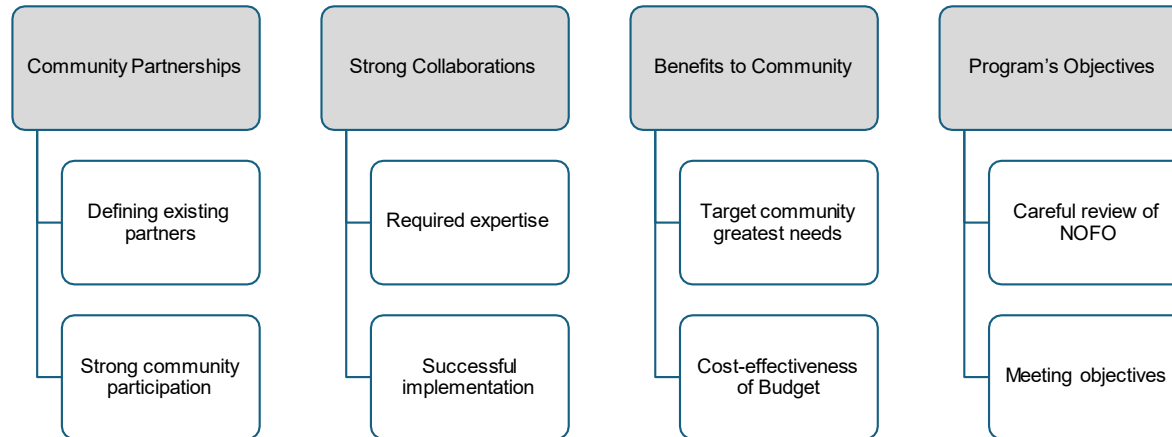 Community Partnerships
Defining existing
partners
Strong community
participation
Strong Collaborations
Required expertise
Successful
implementation
Benefits to Community
Target community
greatest needs
Cost-effectiveness
of Budget
Program’s Objectives
Careful review of
NOFO
Meeting objectives